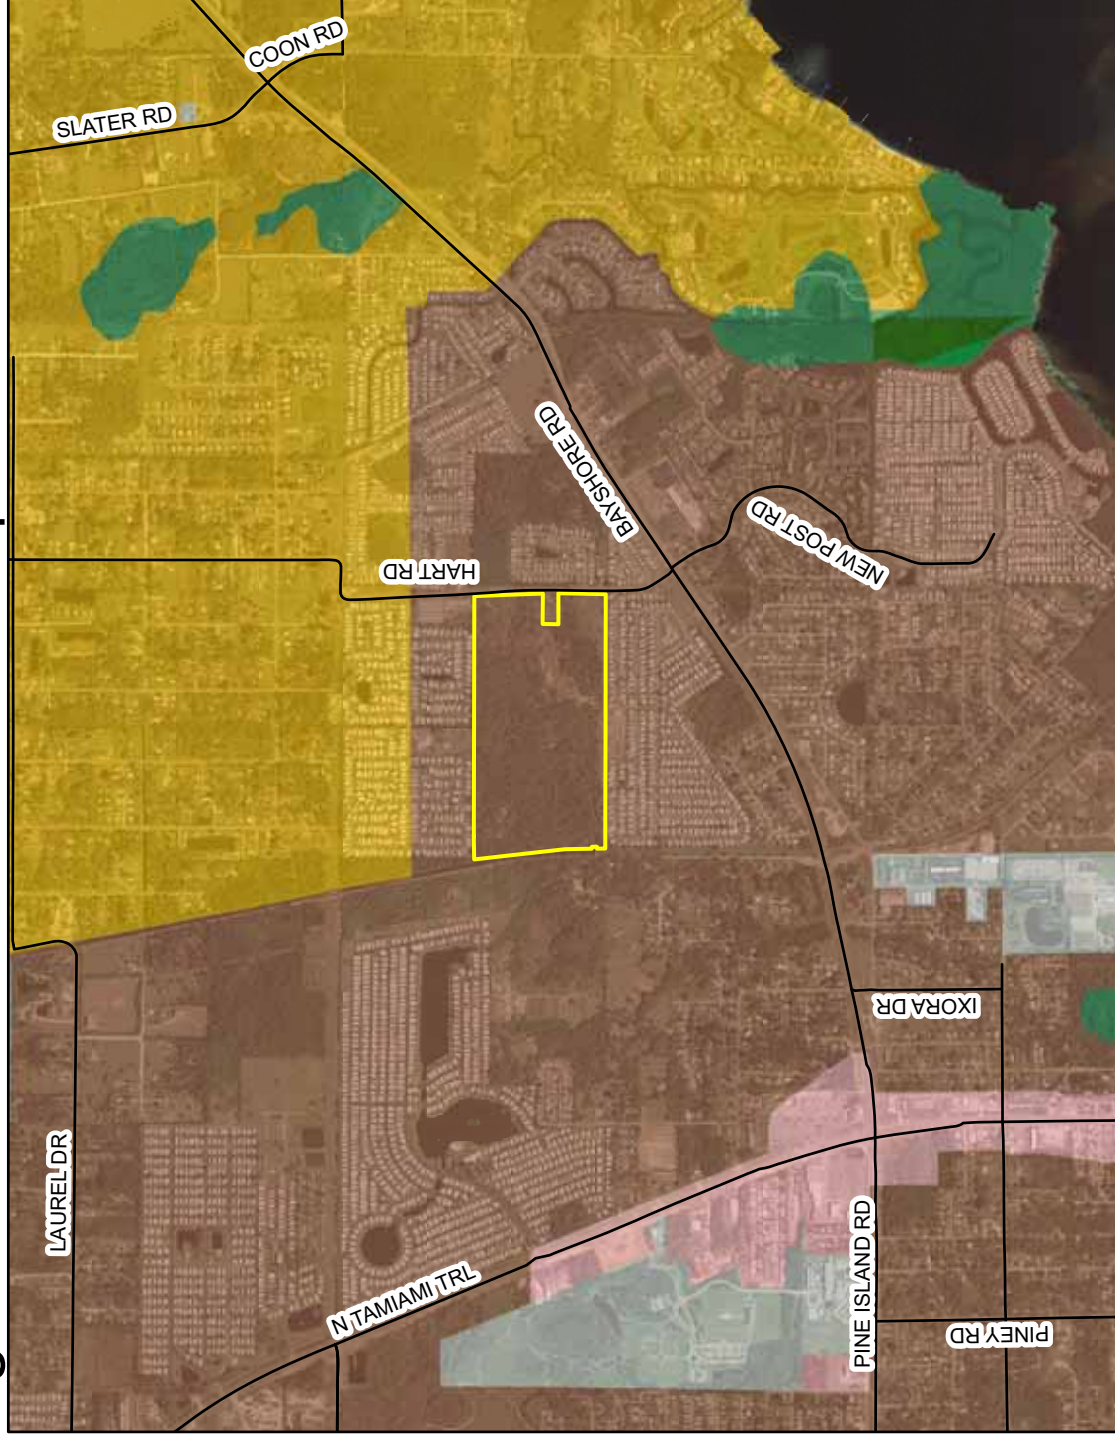 COON RD
SLATER RD
BAYSHORE RD
NEW POST RD
HART RD
IXORA DR
LAUREL DR
N TAMIAMI TRL
PINE ISLAND RD
PINEY RD